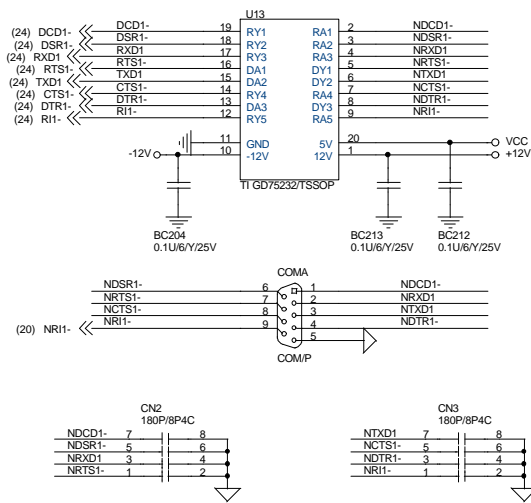 U13
(24) DCD1- DCD1- 19 RY1 RA1 2 NDCD1-
(24) DSR1- DSR1- 18 RY2 RA2 3 NDSR1-
(24) RXD1 RXD1 17 RY3 RA3 4 NRXD1
(24) RTS1- RTS1- 16 DA1 DY1 5 NRTS1-
(24) TXD1 TXD1 15 DA2 DY2 6 NTXD1
(24) CTS1- CTS1- 14 RY4 RA4 7 NCTS1-
(24) DTR1- DTR1- 13 DA3 DY3 8 NDTR1-
(24) RI1- RI1- 12 RY5 RA5 9 NRI1-
11 GND 5V 20 VCC
-12V 10 -12V 12V 1 +12V
TI GD75232/TSSOP
BC204 BC213 BC212
0.1U/6/Y/25V 0.1U/6/Y/25V 0.1U/6/Y/25V
COMA
NDSR1- 6 1 NDCD1-
NRTS1- 7 2 NRXD1
NCTS1- 8 3 NTXD1
(20) NRI1- NRI1- 9 4 NDTR1-
5
COM/P
CN2 CN3
180P/8P4C 180P/8P4C
NDCD1- 7 8 NTXD1 7 8
NDSR1- 5 6 NCTS1- 5 6
NRXD1 3 4 NDTR1- 3 4
NRTS1- 1 2 NRI1- 1 2